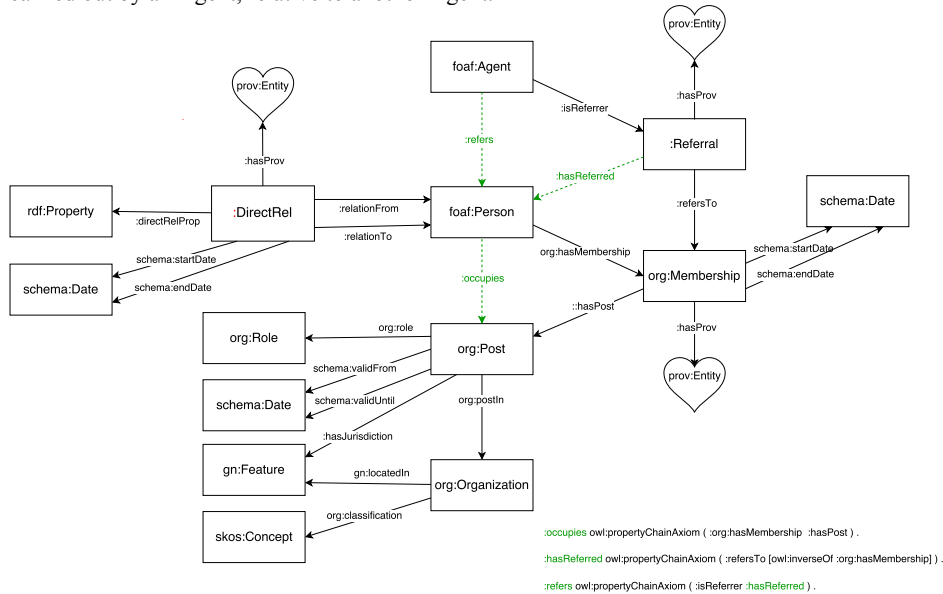 prov:Entity
foaf:Agent
prov:Entity
:isReferrer
:hasProv
:refers
:Referral
:hasProv
:hasReferred
rdf:Property
:directRelProp
:DirectRel
:relationFrom
:relationTo
foaf:Person
:refersTo
schema:Date
schema:startDate
schema:endDate
schema:Date
org:hasMembership
org:Membership
schema:startDate
schema:endDate
:occupies
::hasPost
:hasProv
org:Role
org:role
org:Post
prov:Entity
schema:validFrom
schema:Date
schema:validUntil
org:postIn
:hasJurisdiction
gn:Feature
gn:locatedIn
org:Organization
org:classification
skos:Concept
:occupies owl:propertyChainAxiom ( :org:hasMembership :hasPost ) .
:hasReferred owl:propertyChainAxiom ( :refersTo [owl:inverseOf :org:hasMembership] ) .
:refers owl:propertyChainAxiom ( :isReferrer :hasReferred ) .